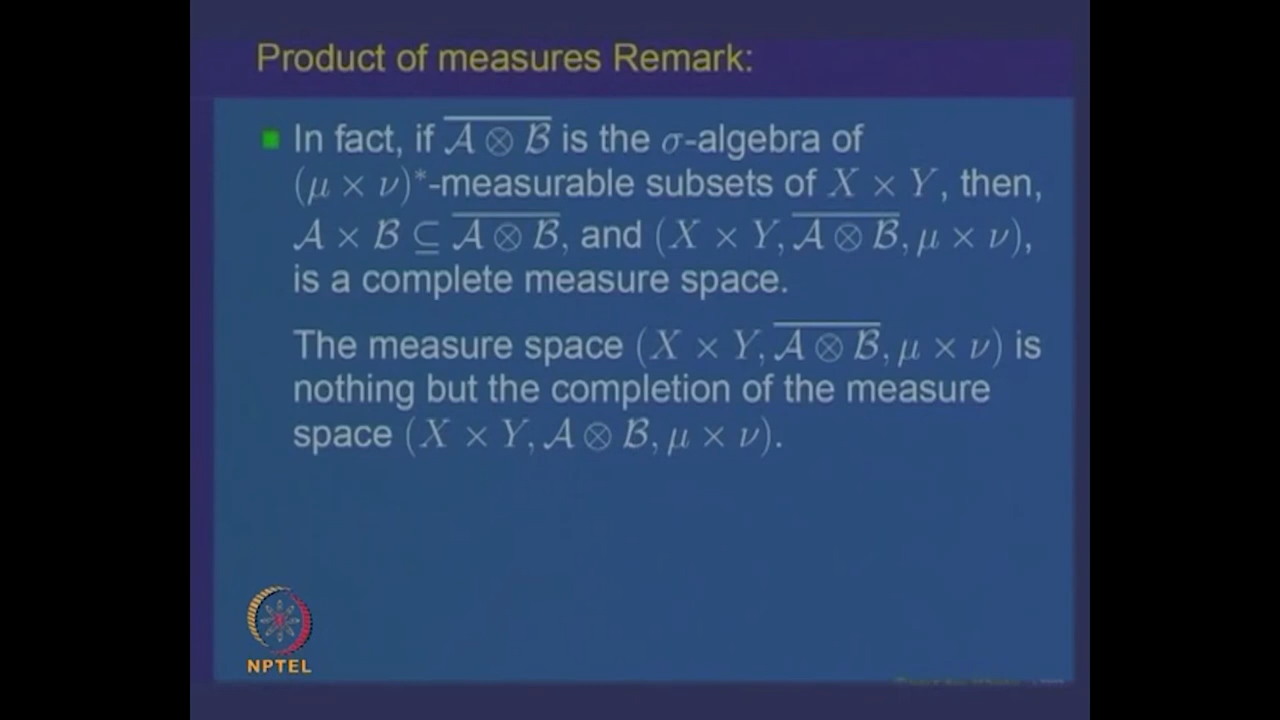 Product of measures Remark:
In fact, if $\overline{\mathcal{A} \otimes \mathcal{B}}$ is the σ-algebra of
$(\mu \times \nu)^*$-measurable subsets of $X \times Y$, then,
$\mathcal{A} \times \mathcal{B} \subseteq \overline{\mathcal{A} \otimes \mathcal{B}}$, and $(X \times Y, \overline{\mathcal{A} \otimes \mathcal{B}}, \mu \times \nu)$,
is a complete measure space.
The measure space $(X \times Y, \overline{\mathcal{A} \otimes \mathcal{B}}, \mu \times \nu)$ is
nothing but the completion of the measure
space $(X \times Y, \mathcal{A} \otimes \mathcal{B}, \mu \times \nu)$.
NPTEL